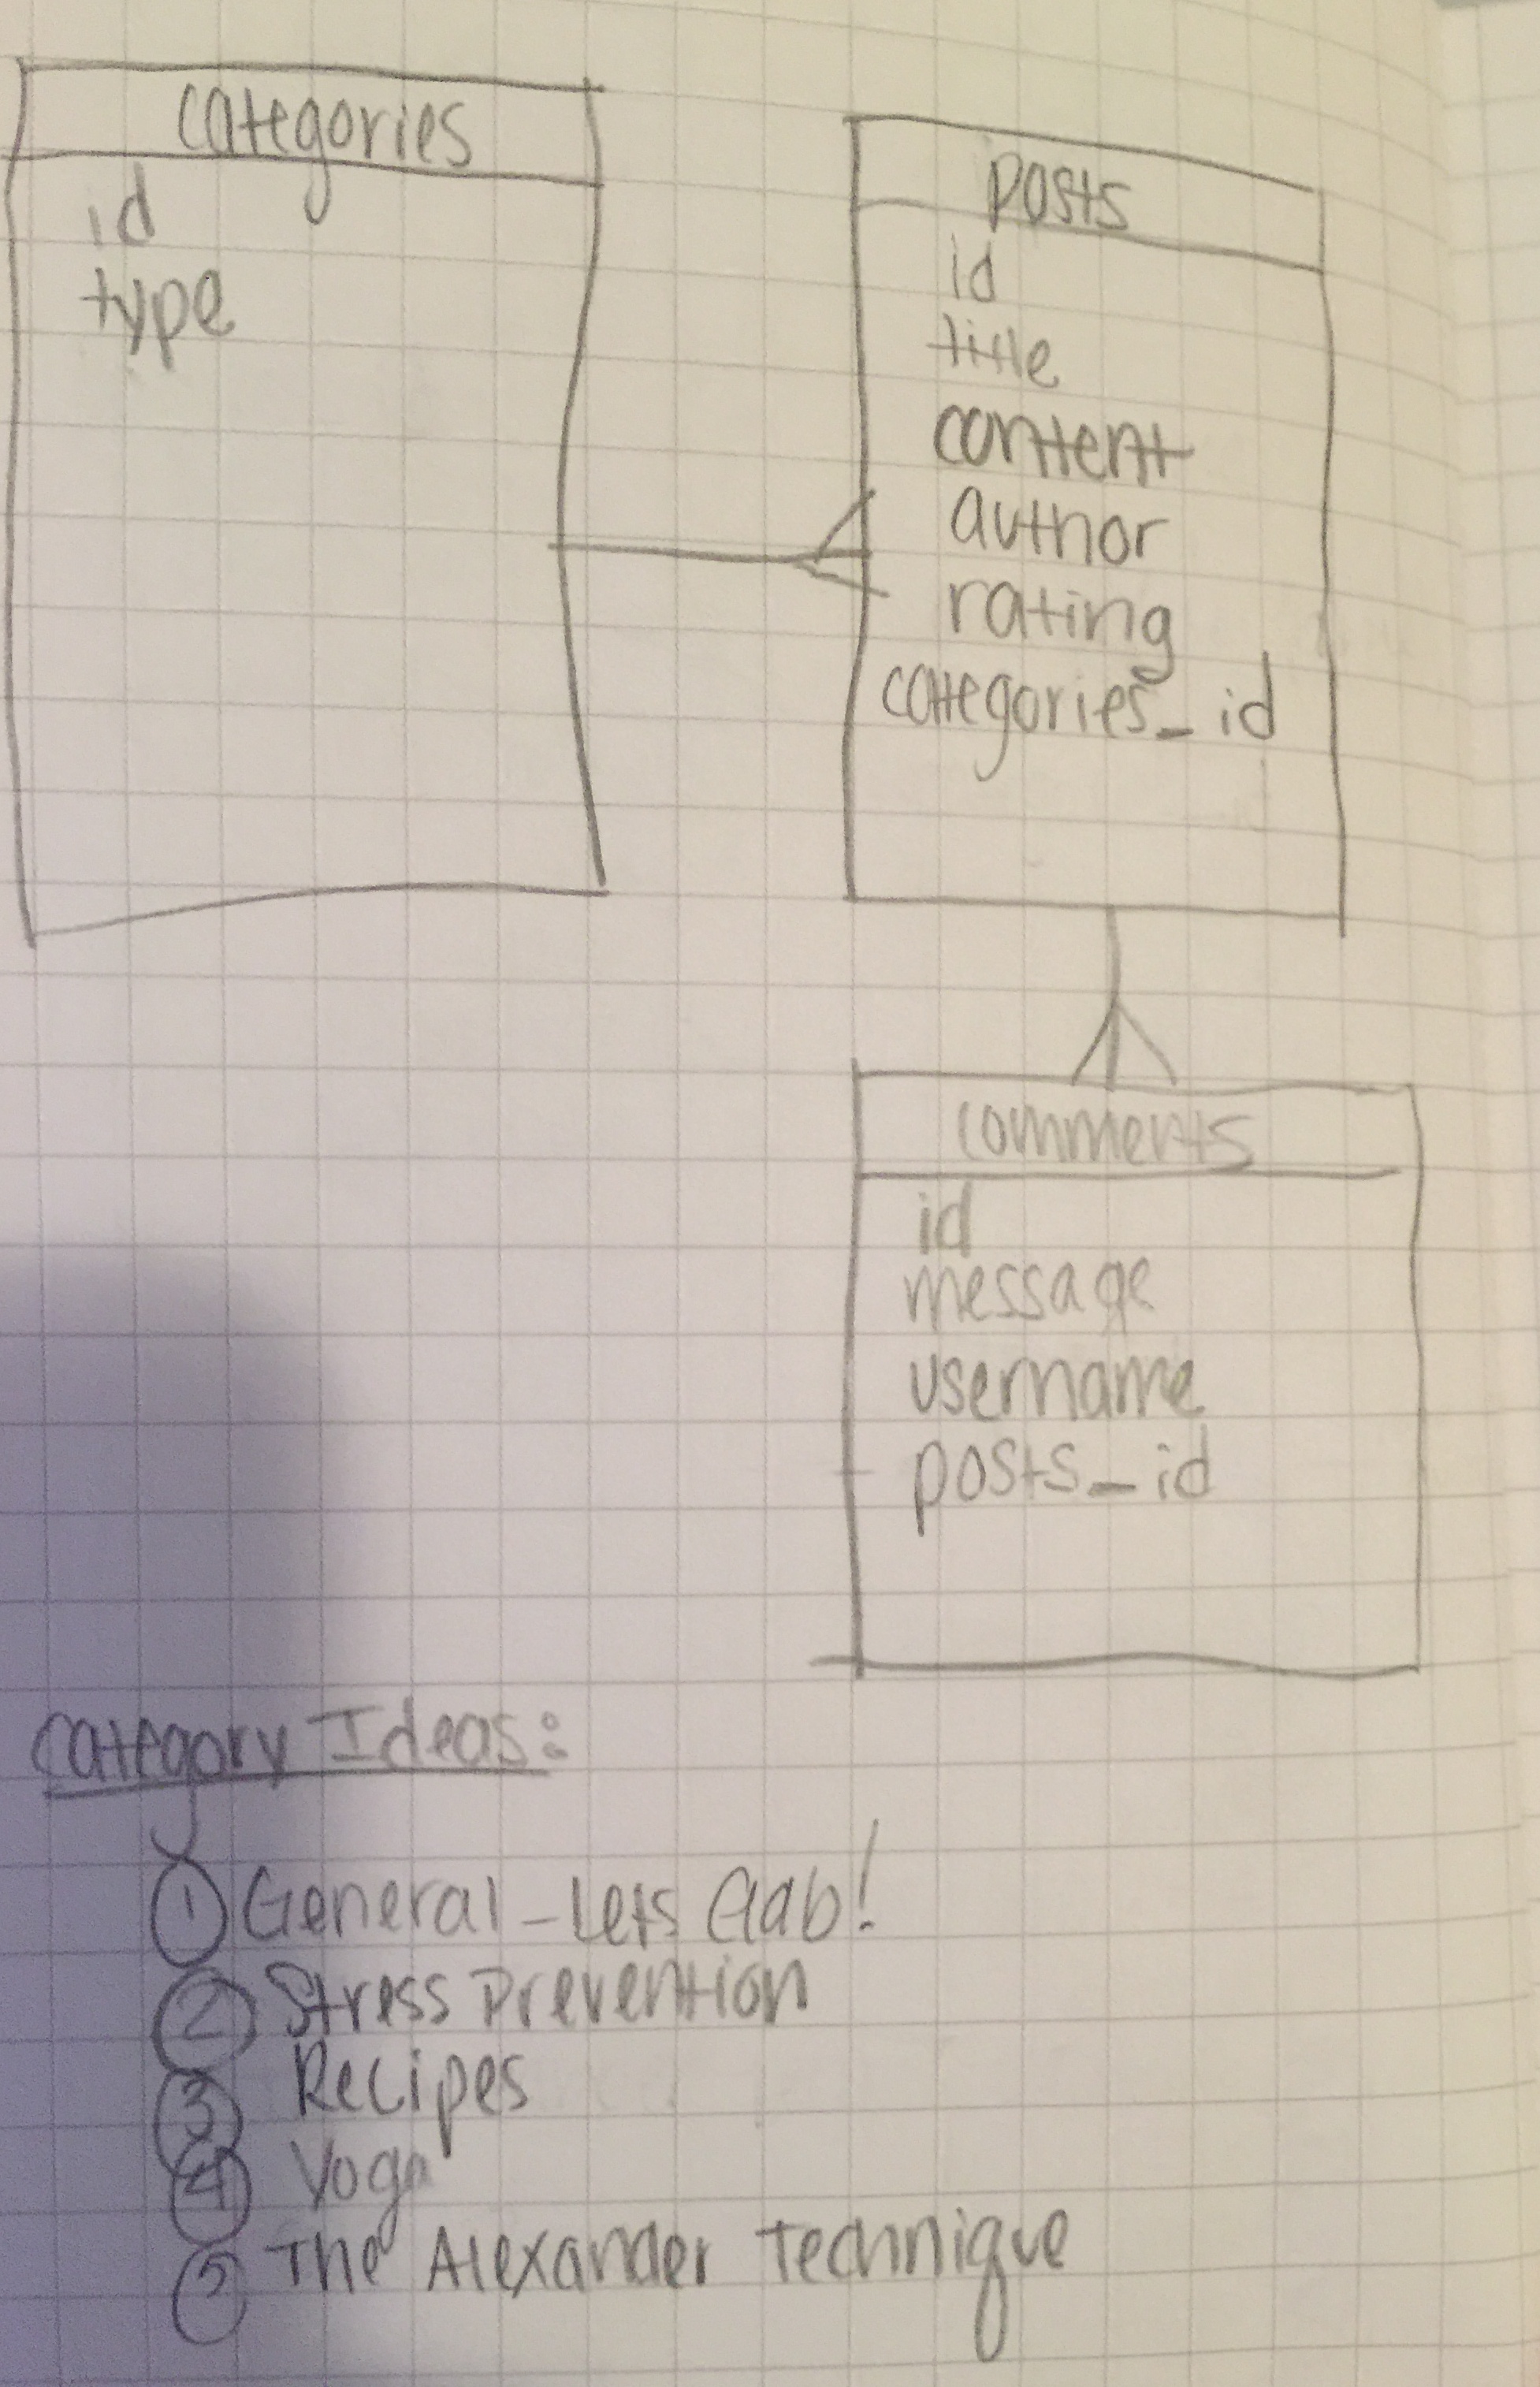 categories
id
type
posts
id
title
content
author
rating
categories_id
comments
id
message
username
posts_id
Category Ideas:
① General - Lets Gab!
② Stress Prevention
③ Recipes
④ Yoga
⑤ The Alexander Technique